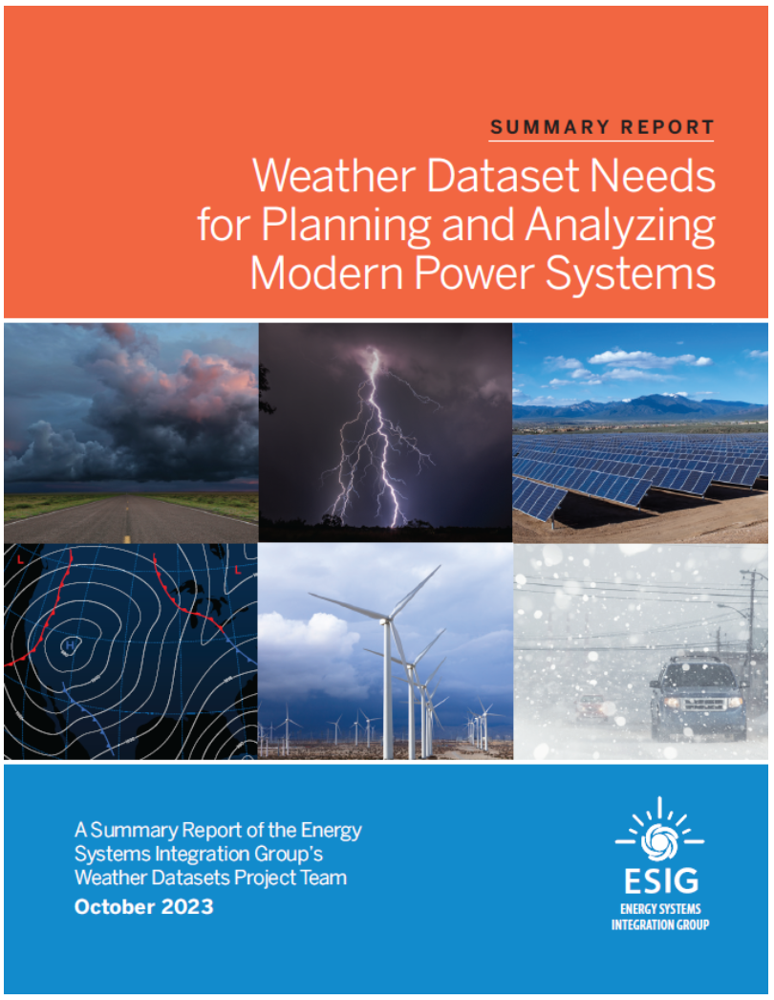 SUMMARY REPORT
Weather Dataset Needs
for Planning and Analyzing
Modern Power Systems
L
L
H
A Summary Report of the Energy
Systems Integration Group's
Weather Datasets Project Team
October 2023
ESIG
ENERGY SYSTEMS
INTEGRATION GROUP